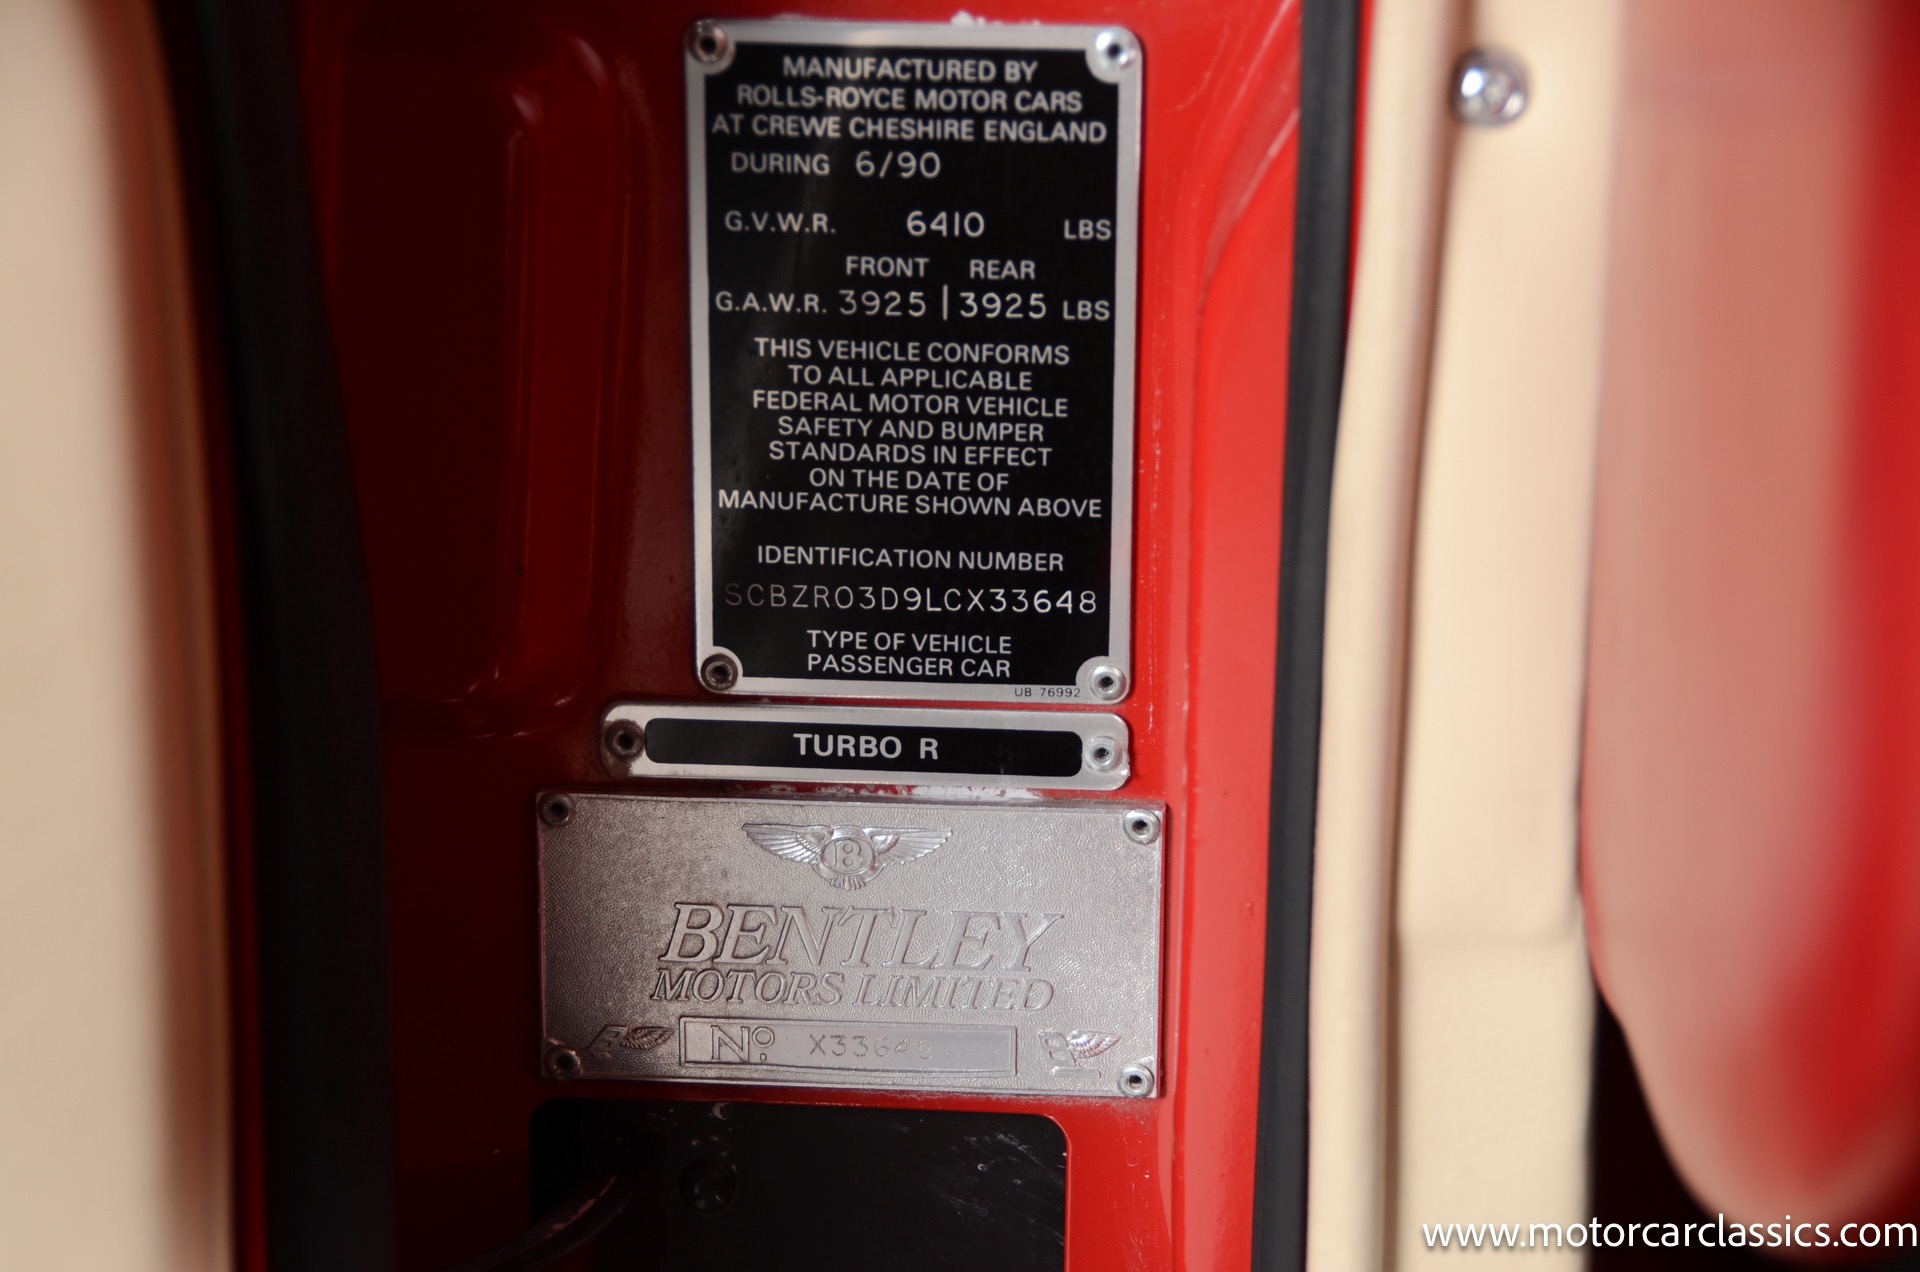 MANUFACTURED BY
ROLLS-ROYCE MOTOR CARS
AT CREWE CHESHIRE ENGLAND
DURING 6/90
G.V.W.R. 6410 LBS
FRONT REAR
G.A.W.R. 3925 | 3925 LBS
THIS VEHICLE CONFORMS
TO ALL APPLICABLE
FEDERAL MOTOR VEHICLE
SAFETY AND BUMPER
STANDARDS IN EFFECT
ON THE DATE OF
MANUFACTURE SHOWN ABOVE
IDENTIFICATION NUMBER
SCBZR03D9LCX33648
TYPE OF VEHICLE
PASSENGER CAR
UB 76992
TURBO R
B
BENTLEY
MOTORS LIMITED
B Nº. X33648 B
www.motorcarclassics.com